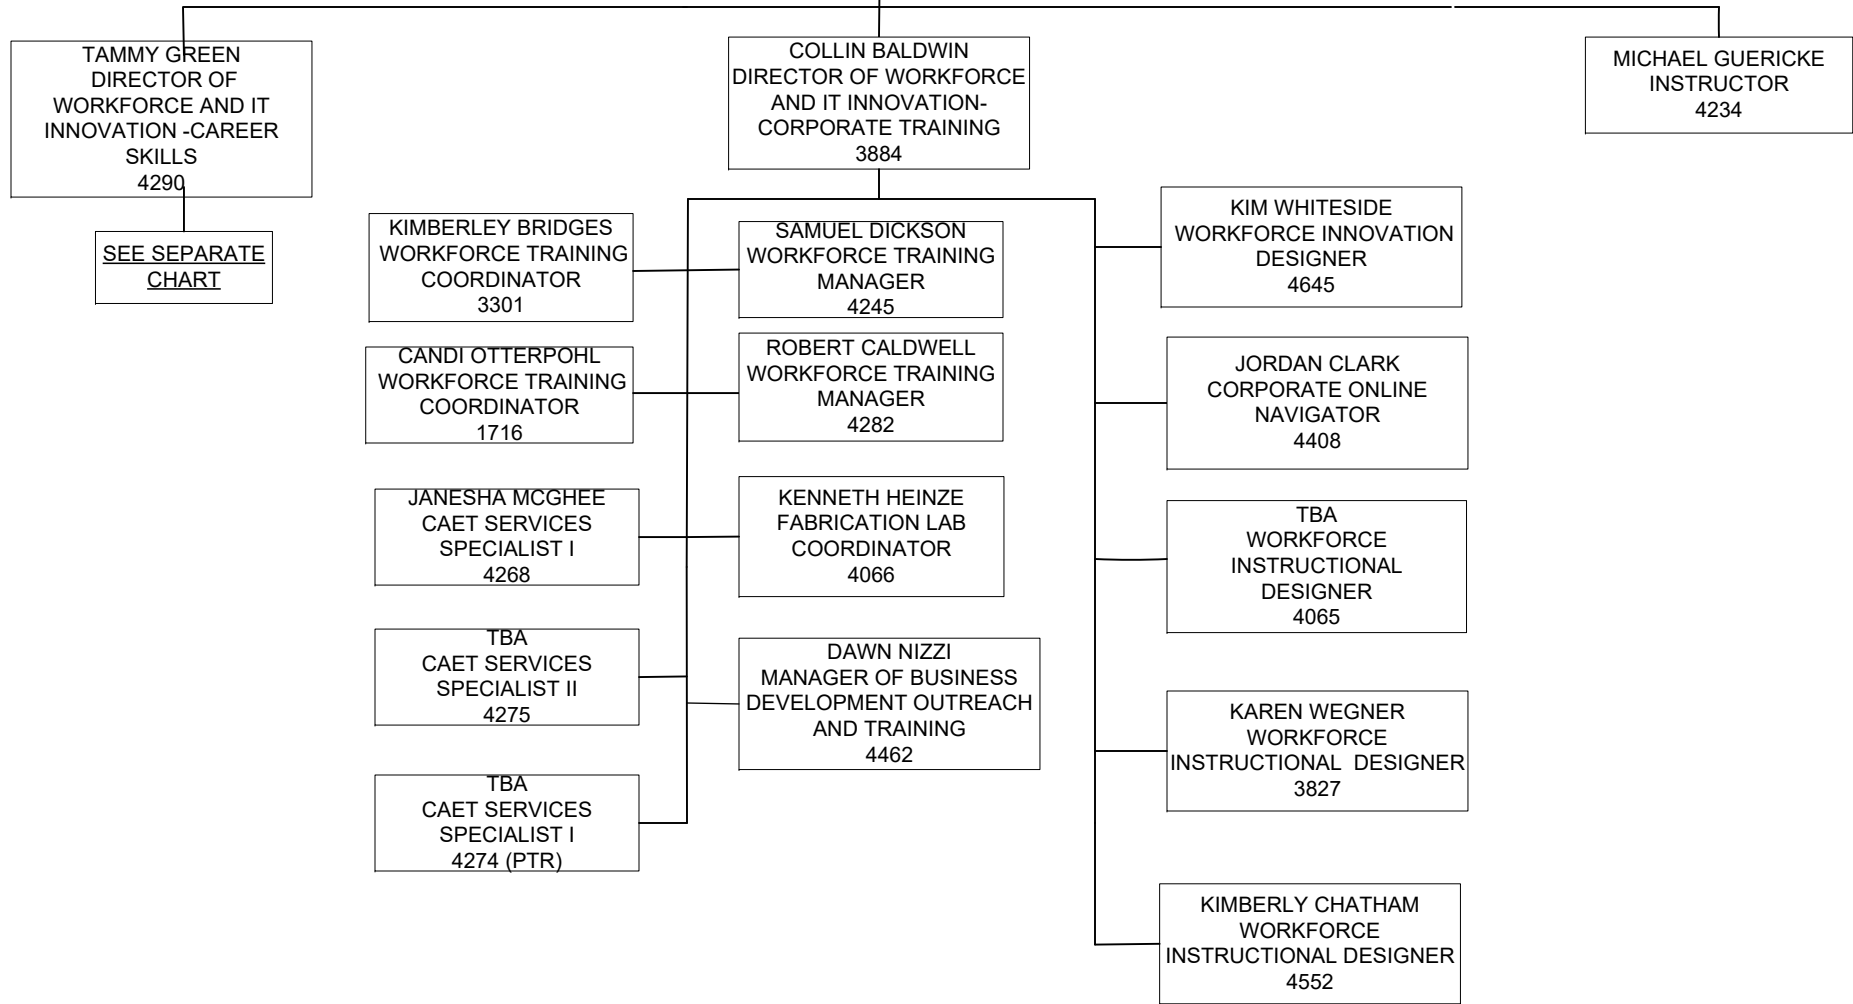 TAMMY GREEN
DIRECTOR OF
WORKFORCE AND IT
INNOVATION -CAREER
SKILLS
4290
SEE SEPARATE
CHART
COLLIN BALDWIN
DIRECTOR OF WORKFORCE
AND IT INNOVATION-
CORPORATE TRAINING
3884
MICHAEL GUERICKE
INSTRUCTOR
4234
KIMBERLEY BRIDGES
WORKFORCE TRAINING
COORDINATOR
3301
CANDI OTTERPOHL
WORKFORCE TRAINING
COORDINATOR
1716
JANESHA MCGHEE
CAET SERVICES
SPECIALIST I
4268
TBA
CAET SERVICES
SPECIALIST II
4275
TBA
CAET SERVICES
SPECIALIST I
4274 (PTR)
SAMUEL DICKSON
WORKFORCE TRAINING
MANAGER
4245
ROBERT CALDWELL
WORKFORCE TRAINING
MANAGER
4282
KENNETH HEINZE
FABRICATION LAB
COORDINATOR
4066
DAWN NIZZI
MANAGER OF BUSINESS
DEVELOPMENT OUTREACH
AND TRAINING
4462
KIM WHITESIDE
WORKFORCE INNOVATION
DESIGNER
4645
JORDAN CLARK
CORPORATE ONLINE
NAVIGATOR
4408
TBA
WORKFORCE
INSTRUCTIONAL
DESIGNER
4065
KAREN WEGNER
WORKFORCE
INSTRUCTIONAL  DESIGNER
3827
KIMBERLY CHATHAM
WORKFORCE
INSTRUCTIONAL DESIGNER
4552